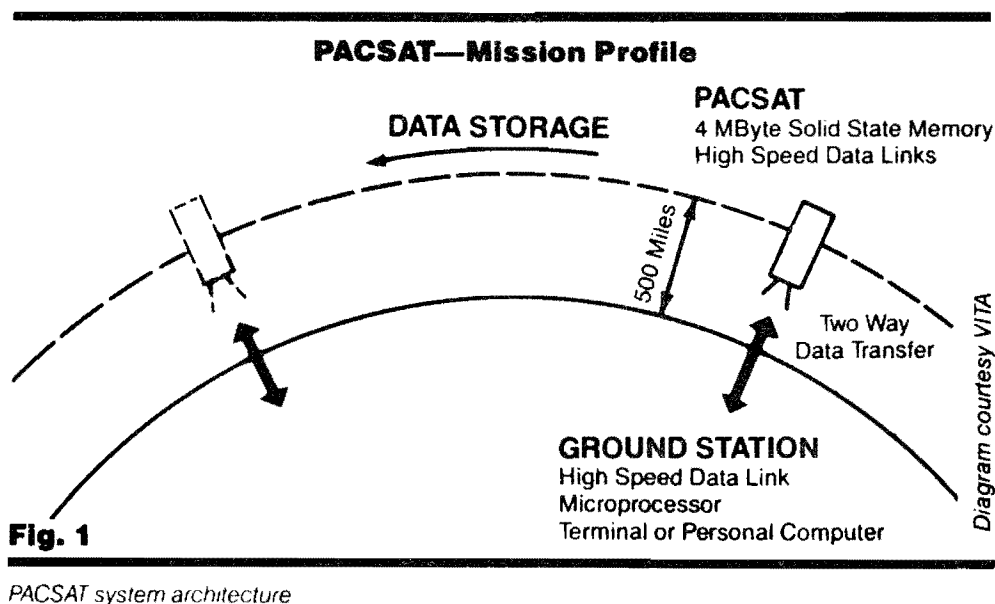 PACSAT—Mission Profile
PACSAT
4 MByte Solid State Memory
High Speed Data Links
DATA STORAGE
500 Miles
Two Way
Data Transfer
GROUND STATION
High Speed Data Link
Microprocessor
Terminal or Personal Computer
Diagram courtesy VITA
Fig. 1
PACSAT system architecture